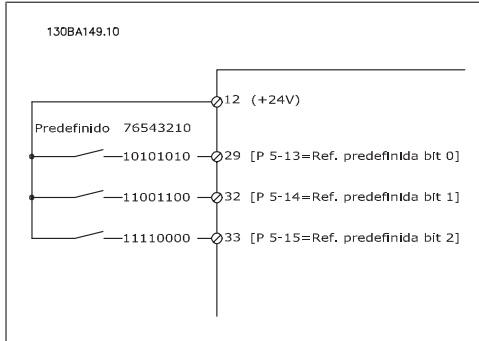 130BA149.10
12 (+24V)
Predefinido 76543210
10101010 29 [P 5-13=Ref. predefinida bit 0]
11001100 32 [P 5-14=Ref. predefinida bit 1]
11110000 33 [P 5-15=Ref. predefinida bit 2]